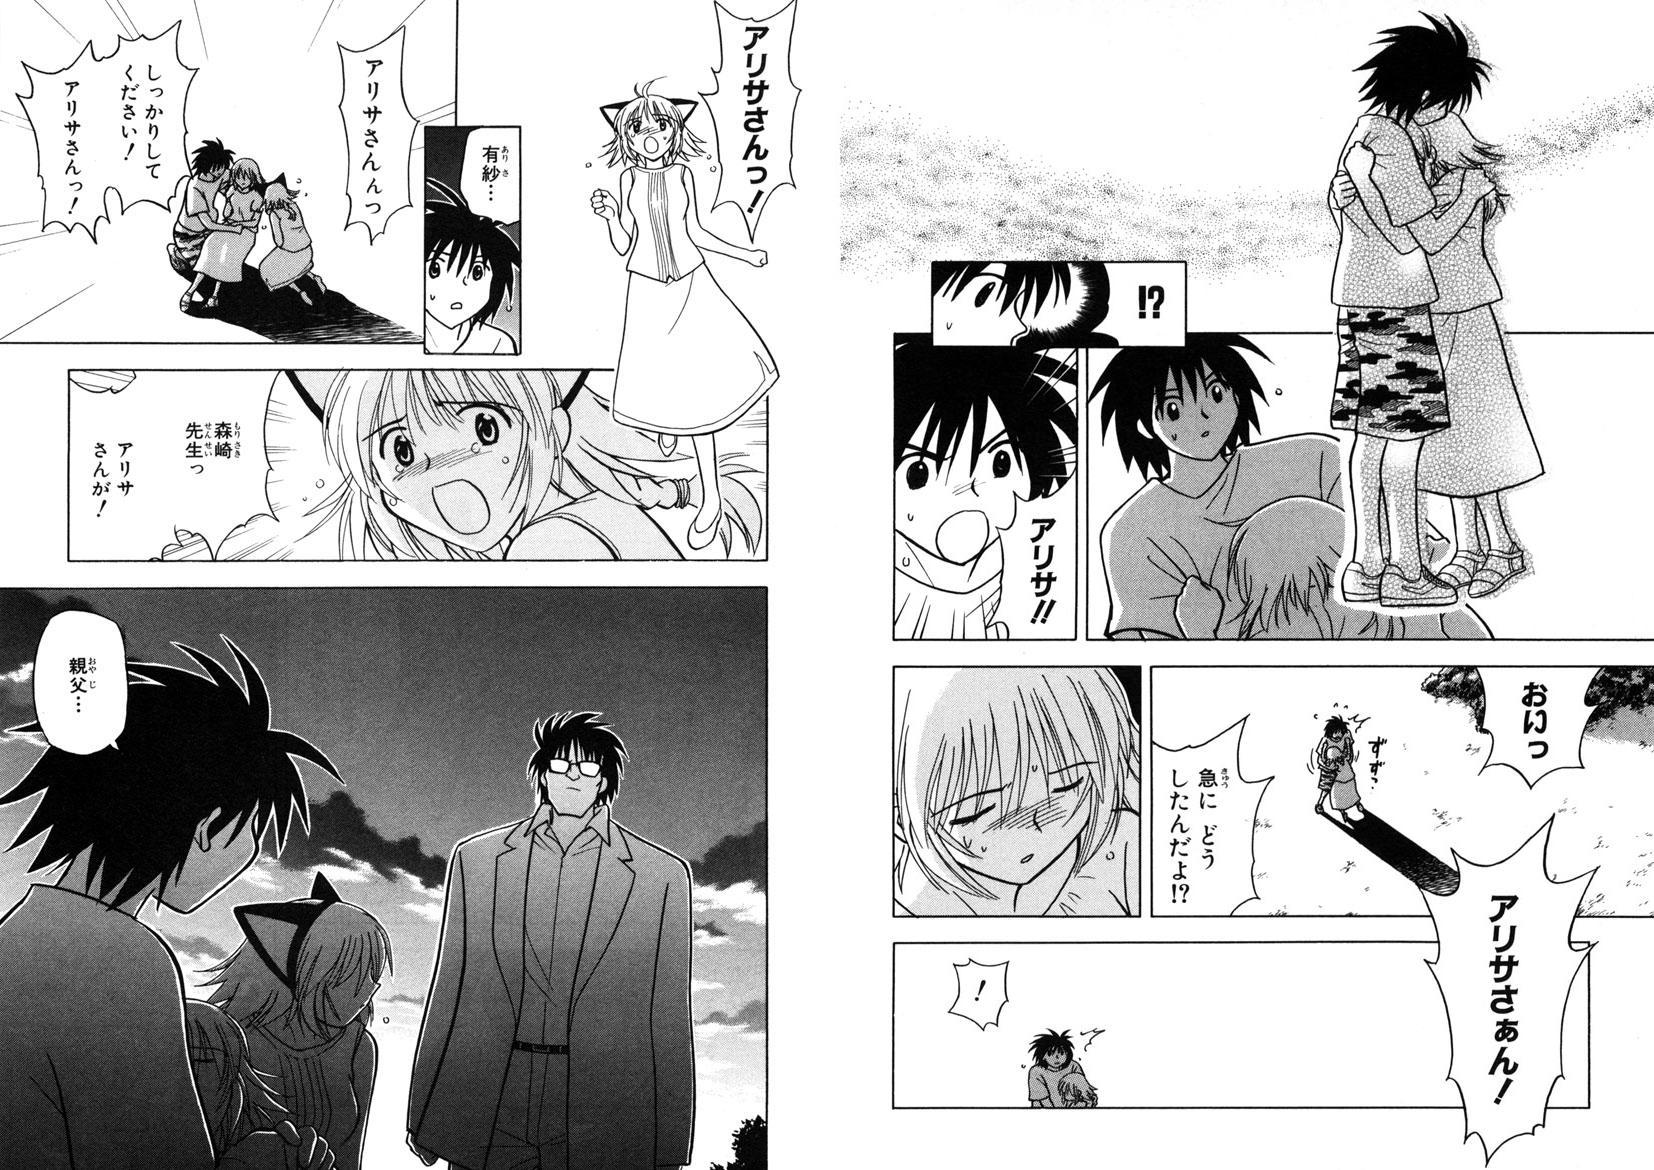 !?
アリサ!!
おいっ
ずずっ
急に どう
したんだよ!?
アリサさぁん!
!
アリサさんっ!
有紗…
アリサさんんっ
しっかりして
ください!
アリサさんっ!
森崎
先生っ
アリサ
さんが!
親父…